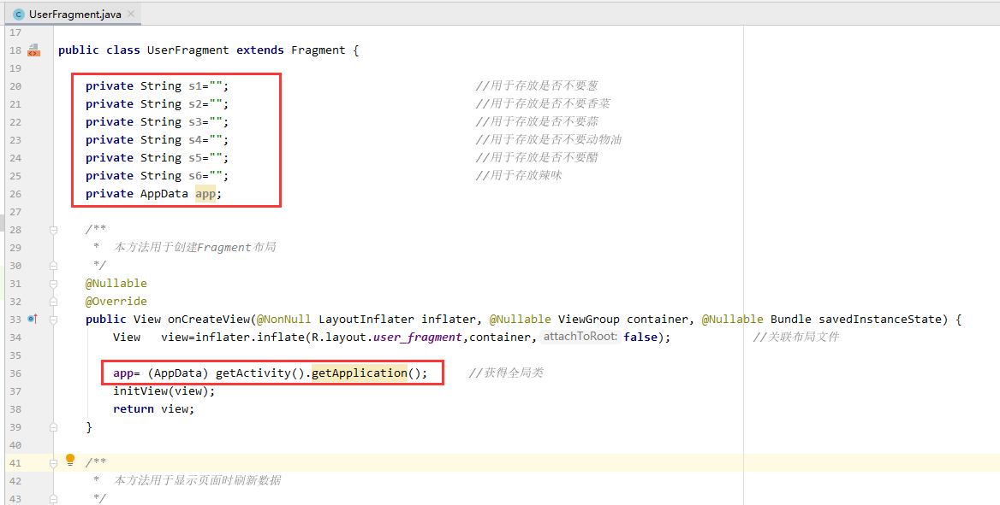 UserFragment.java
17
18 public class UserFragment extends Fragment {
19
20 private String s1=""; //用于存放是否不要葱
21 private String s2=""; //用于存放是否不要香菜
22 private String s3=""; //用于存放是否不要蒜
23 private String s4=""; //用于存放是否不要动物油
24 private String s5=""; //用于存放是否不要醋
25 private String s6=""; //用于存放辣味
26 private AppData app;
27
28 /**
29 * 本方法用于创建Fragment布局
30 */
31 @Nullable
32 @Override
33 public View onCreateView(@NonNull LayoutInflater inflater, @Nullable ViewGroup container, @Nullable Bundle savedInstanceState) {
34 View view=inflater.inflate(R.layout.user_fragment,container, attachToRoot: false); //关联布局文件
35
36 app= (AppData) getActivity().getApplication(); //获得全局类
37 initView(view);
38 return view;
39 }
40
41 /**
42 * 本方法用于显示页面时刷新数据
43 */